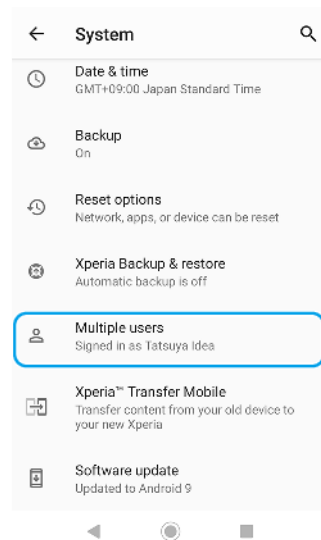 System
Date & time
GMT+09:00 Japan Standard Time
Backup
On
Reset options
Network, apps, or device can be reset
Xperia Backup & restore
Automatic backup is off
Multiple users
Signed in as Tatsuya Idea
Xperia™ Transfer Mobile
Transfer content from your old device to
your new Xperia
Software update
Updated to Android 9